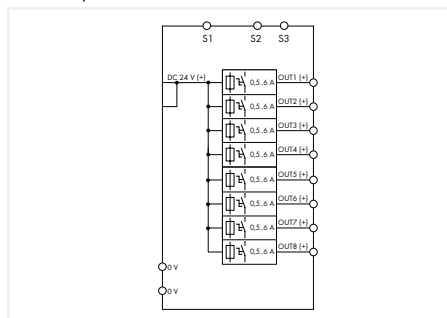 S1 S2 S3
DC 24 V (+) 0,5..6 A OUT1 (+)
0,5..6 A OUT2 (+)
0,5..6 A OUT3 (+)
0,5..6 A OUT4 (+)
0,5..6 A OUT5 (+)
0,5..6 A OUT6 (+)
0,5..6 A OUT7 (+)
0,5..6 A OUT8 (+)
0 V
0 V